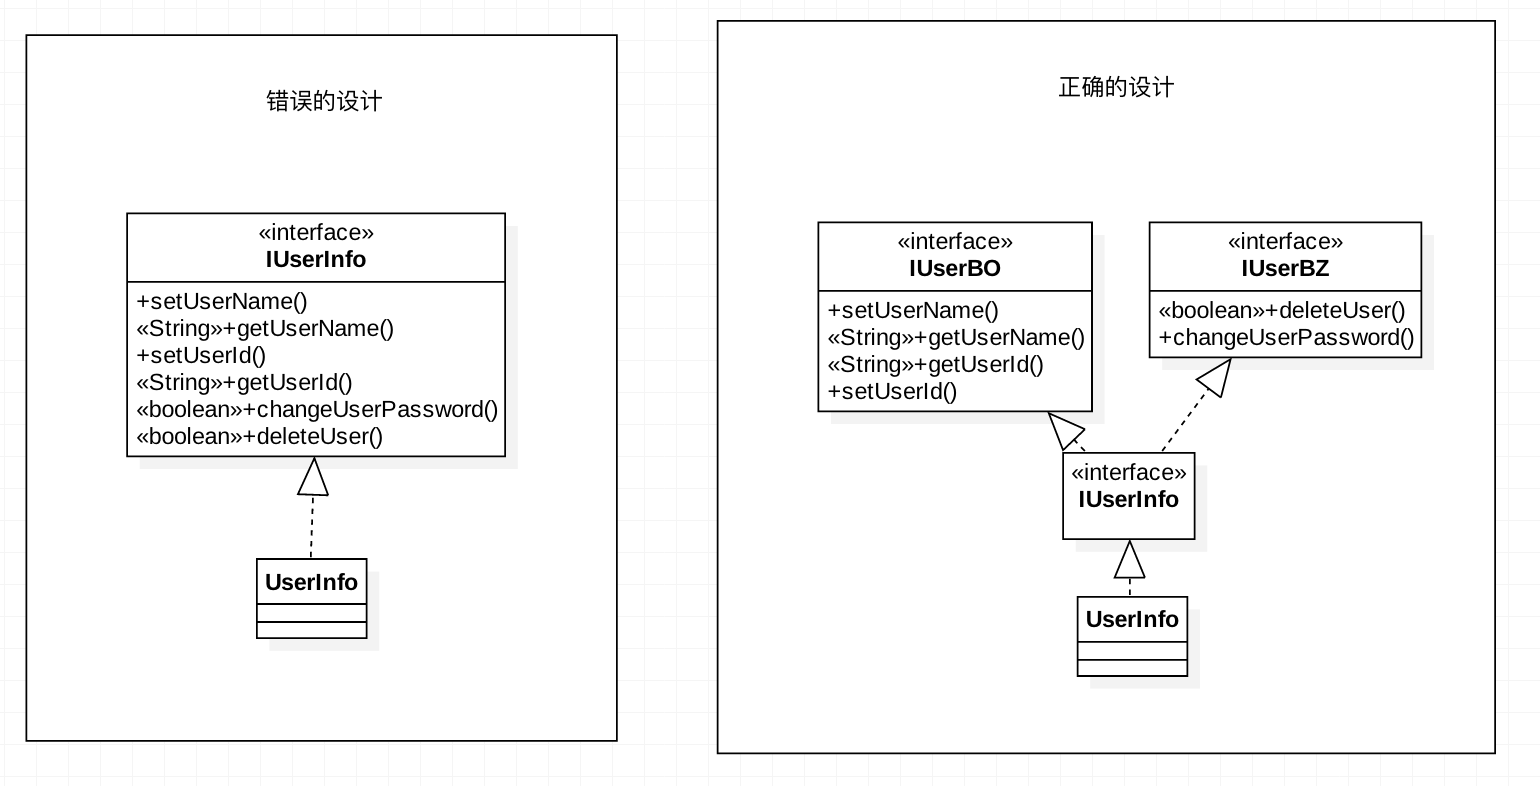 错误的设计
«interface»
IUserInfo
+setUserName()
«String»+getUserName()
+setUserId()
«String»+getUserId()
«boolean»+changeUserPassword()
«boolean»+deleteUser()
UserInfo
正确的设计
«interface»
IUserBO
+setUserName()
«String»+getUserName()
«String»+getUserId()
+setUserId()
«interface»
IUserBZ
«boolean»+deleteUser()
+changeUserPassword()
«interface»
IUserInfo
UserInfo